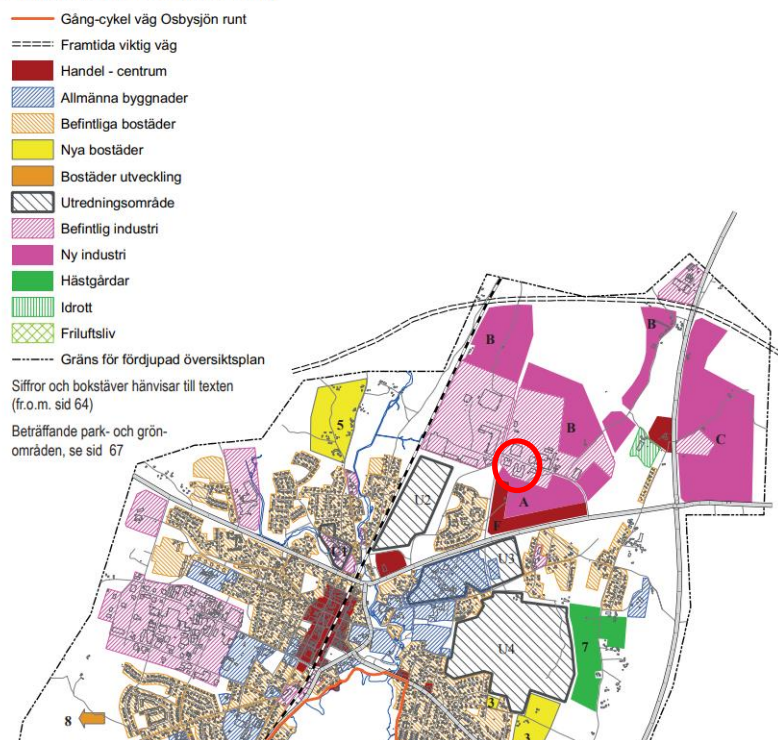 Gång-cykel väg Osbysjön runt
Framtida viktig väg
Handel - centrum
Allmänna byggnader
Befintliga bostäder
Nya bostäder
Bostäder utveckling
Utredningsområde
Befintlig industri
Ny industri
Hästgårdar
Idrott
Friluftsliv
Gräns för fördjupad översiktsplan
Siffror och bokstäver hänvisar till texten
(fr.o.m. sid 64)
Beträffande park- och grön-
områden, se sid 67
B
B
B
5
C
U2
A
E
U1
U3
U4
7
3
3
8